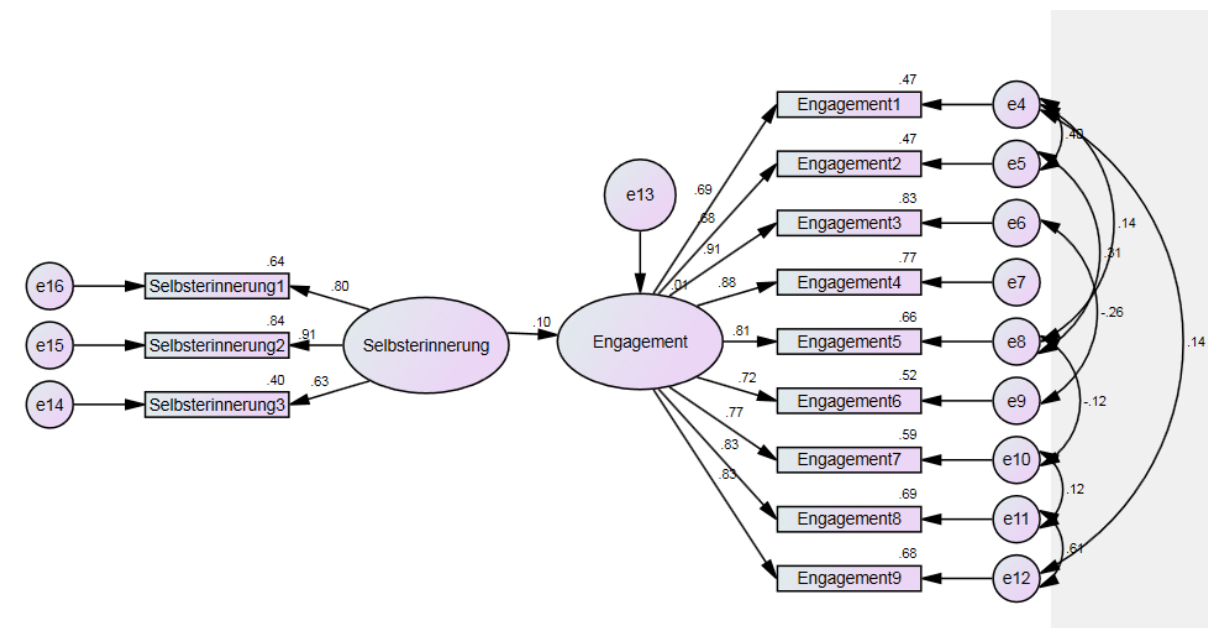 .47
Engagement1
e4
.40
.47
Engagement2
e5
e13
.69
.68
.83
Engagement3
e6
.14
.91
.31
.64
.77
e16
Selbsterinnerung1
.80
.01
.88
Engagement4
e7
-.26
.84
.10
.66
e15
Selbsterinnerung2
.91
Selbsterinnerung
Engagement
.81
Engagement5
e8
.14
.40
.52
e14
Selbsterinnerung3
.63
.72
Engagement6
e9
-.12
.77
.59
.83
Engagement7
e10
.83
.12
.69
Engagement8
e11
.61
.68
Engagement9
e12